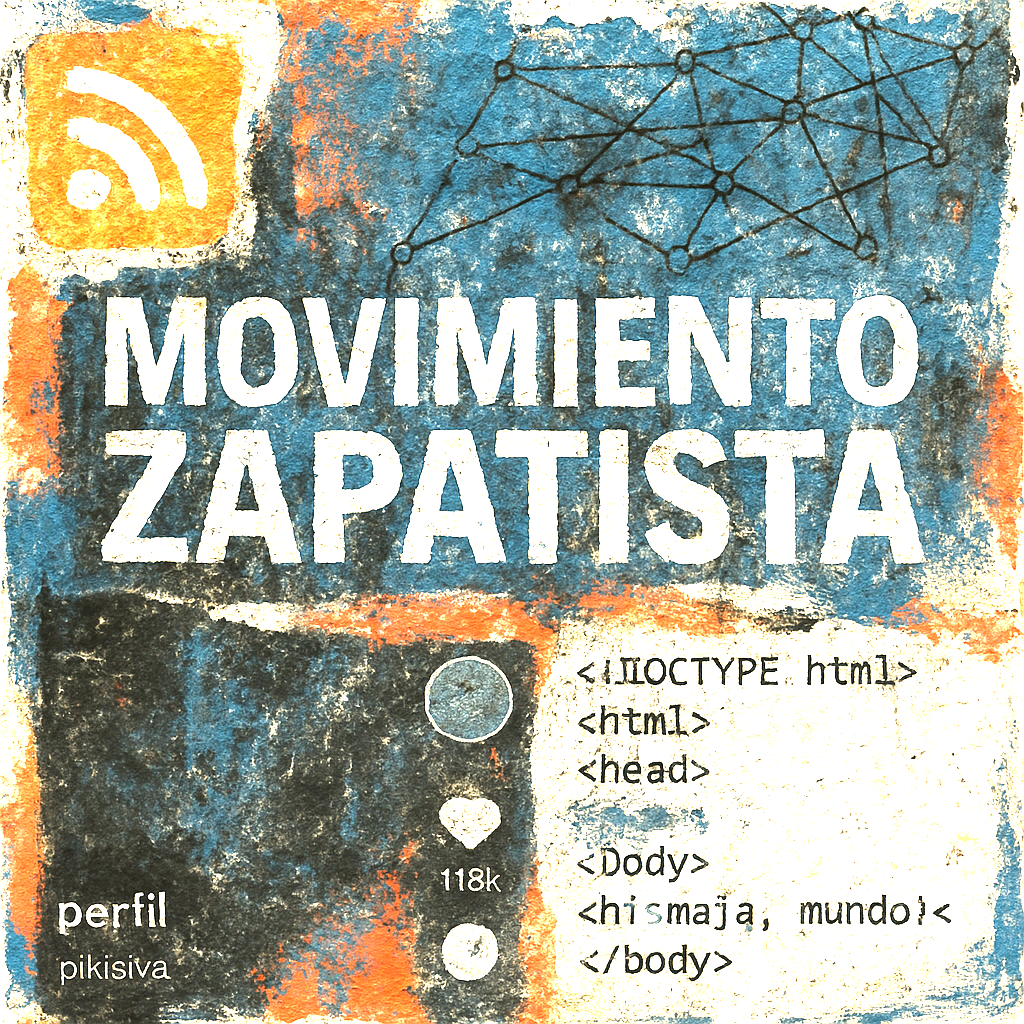 MOVIMIENTO
ZAPATISTA
118k
perfil
pikisiva
<!DOCTYPE html>
<html>
<head>
<Dody>
<hismaja, mundo}<
</body>